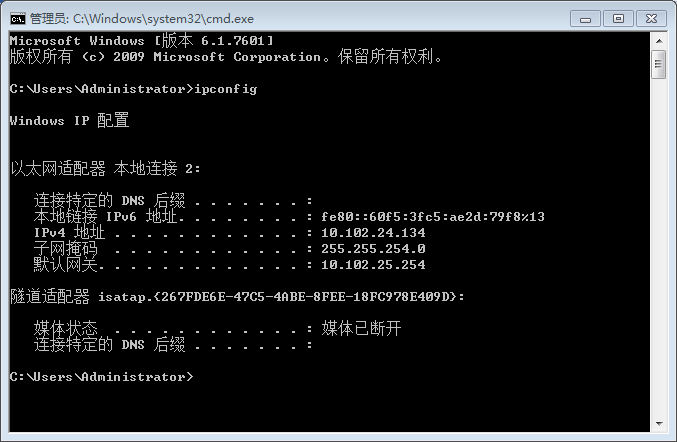 管理员: C:\Windows\system32\cmd.exe
Microsoft Windows [版本 6.1.7601]
版权所有 (c) 2009 Microsoft Corporation。保留所有权利。
C:\Users\Administrator>ipconfig
Windows IP 配置
以太网适配器 本地连接 2:
连接特定的 DNS 后缀 . . . . . . . :
本地链接 IPv6 地址. . . . . . . . : fe80::60f5:3fc5:ae2d:79f8%13
IPv4 地址 . . . . . . . . . . . . : 10.102.24.134
子网掩码  . . . . . . . . . . . . : 255.255.254.0
默认网关. . . . . . . . . . . . . : 10.102.25.254
隧道适配器 isatap.{267FDE6E-47C5-4ABE-8FEE-18FC978E409D}:
媒体状态  . . . . . . . . . . . . : 媒体已断开
连接特定的 DNS 后缀 . . . . . . . :
C:\Users\Administrator>